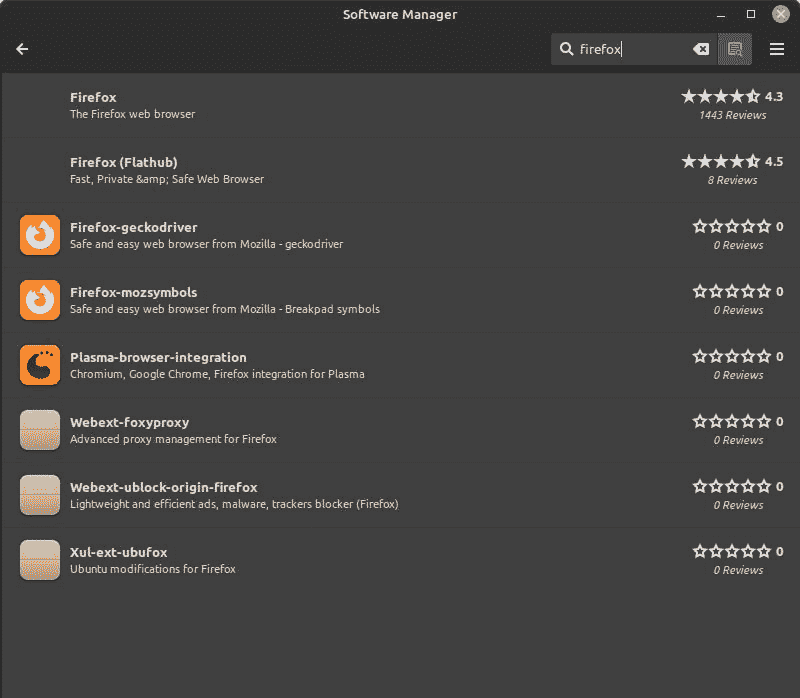 Software Manager
firefox
Firefox
4.3
The Firefox web browser
1443 Reviews
Firefox (Flathub)
4.5
Fast, Private &amp; Safe Web Browser
8 Reviews
Firefox-geckodriver
0
Safe and easy web browser from Mozilla - geckodriver
0 Reviews
Firefox-mozsymbols
0
Safe and easy web browser from Mozilla - Breakpad symbols
0 Reviews
Plasma-browser-integration
0
Chromium, Google Chrome, Firefox integration for Plasma
0 Reviews
Webext-foxyproxy
0
Advanced proxy management for Firefox
0 Reviews
Webext-ublock-origin-firefox
0
Lightweight and efficient ads, malware, trackers blocker (Firefox)
0 Reviews
Xul-ext-ubufox
0
Ubuntu modifications for Firefox
0 Reviews